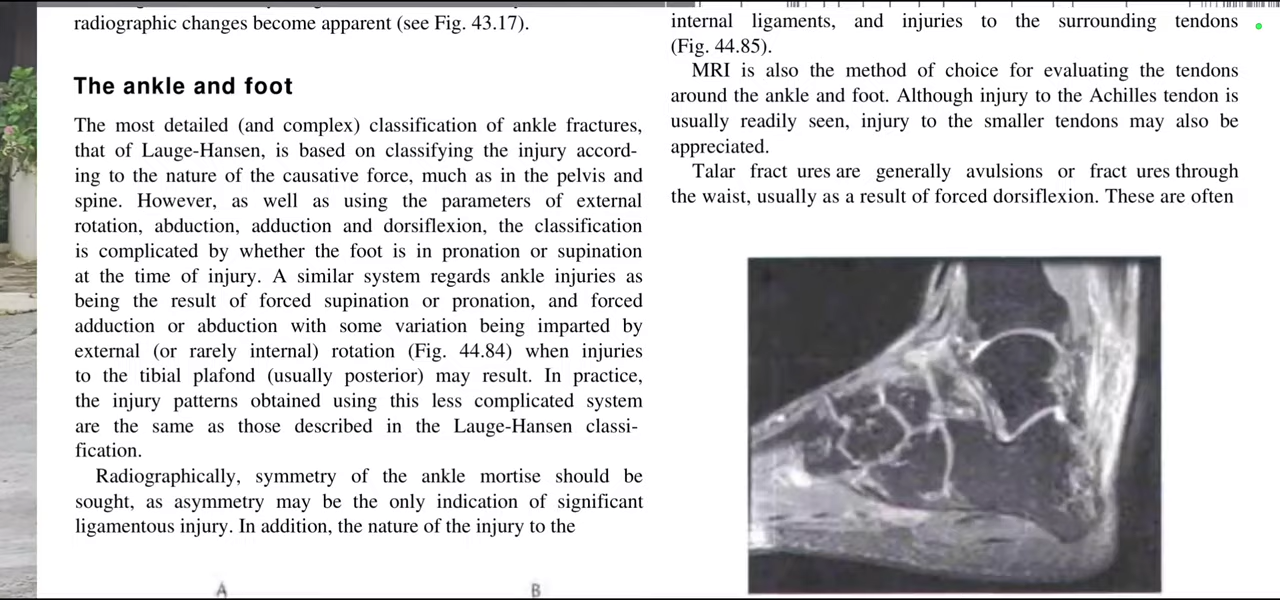 radiographic changes become apparent (see Fig. 43.17).
The ankle and foot
The most detailed (and complex) classification of ankle fractures,
that of Lauge-Hansen, is based on classifying the injury accord-
ing to the nature of the causative force, much as in the pelvis and
spine. However, as well as using the parameters of external
rotation, abduction, adduction and dorsiflexion, the classification
is complicated by whether the foot is in pronation or supination
at the time of injury. A similar system regards ankle injuries as
being the result of forced supination or pronation, and forced
adduction or abduction with some variation being imparted by
external (or rarely internal) rotation (Fig. 44.84) when injuries
to the tibial plafond (usually posterior) may result. In practice,
the injury patterns obtained using this less complicated system
are the same as those described in the Lauge-Hansen classi-
fication.
Radiographically, symmetry of the ankle mortise should be
sought, as asymmetry may be the only indication of significant
ligamentous injury. In addition, the nature of the injury to the
A B
internal ligaments, and injuries to the surrounding tendons
(Fig. 44.85).
MRI is also the method of choice for evaluating the tendons
around the ankle and foot. Although injury to the Achilles tendon is
usually readily seen, injury to the smaller tendons may also be
appreciated.
Talar fract ures are generally avulsions or fract ures through
the waist, usually as a result of forced dorsiflexion. These are often